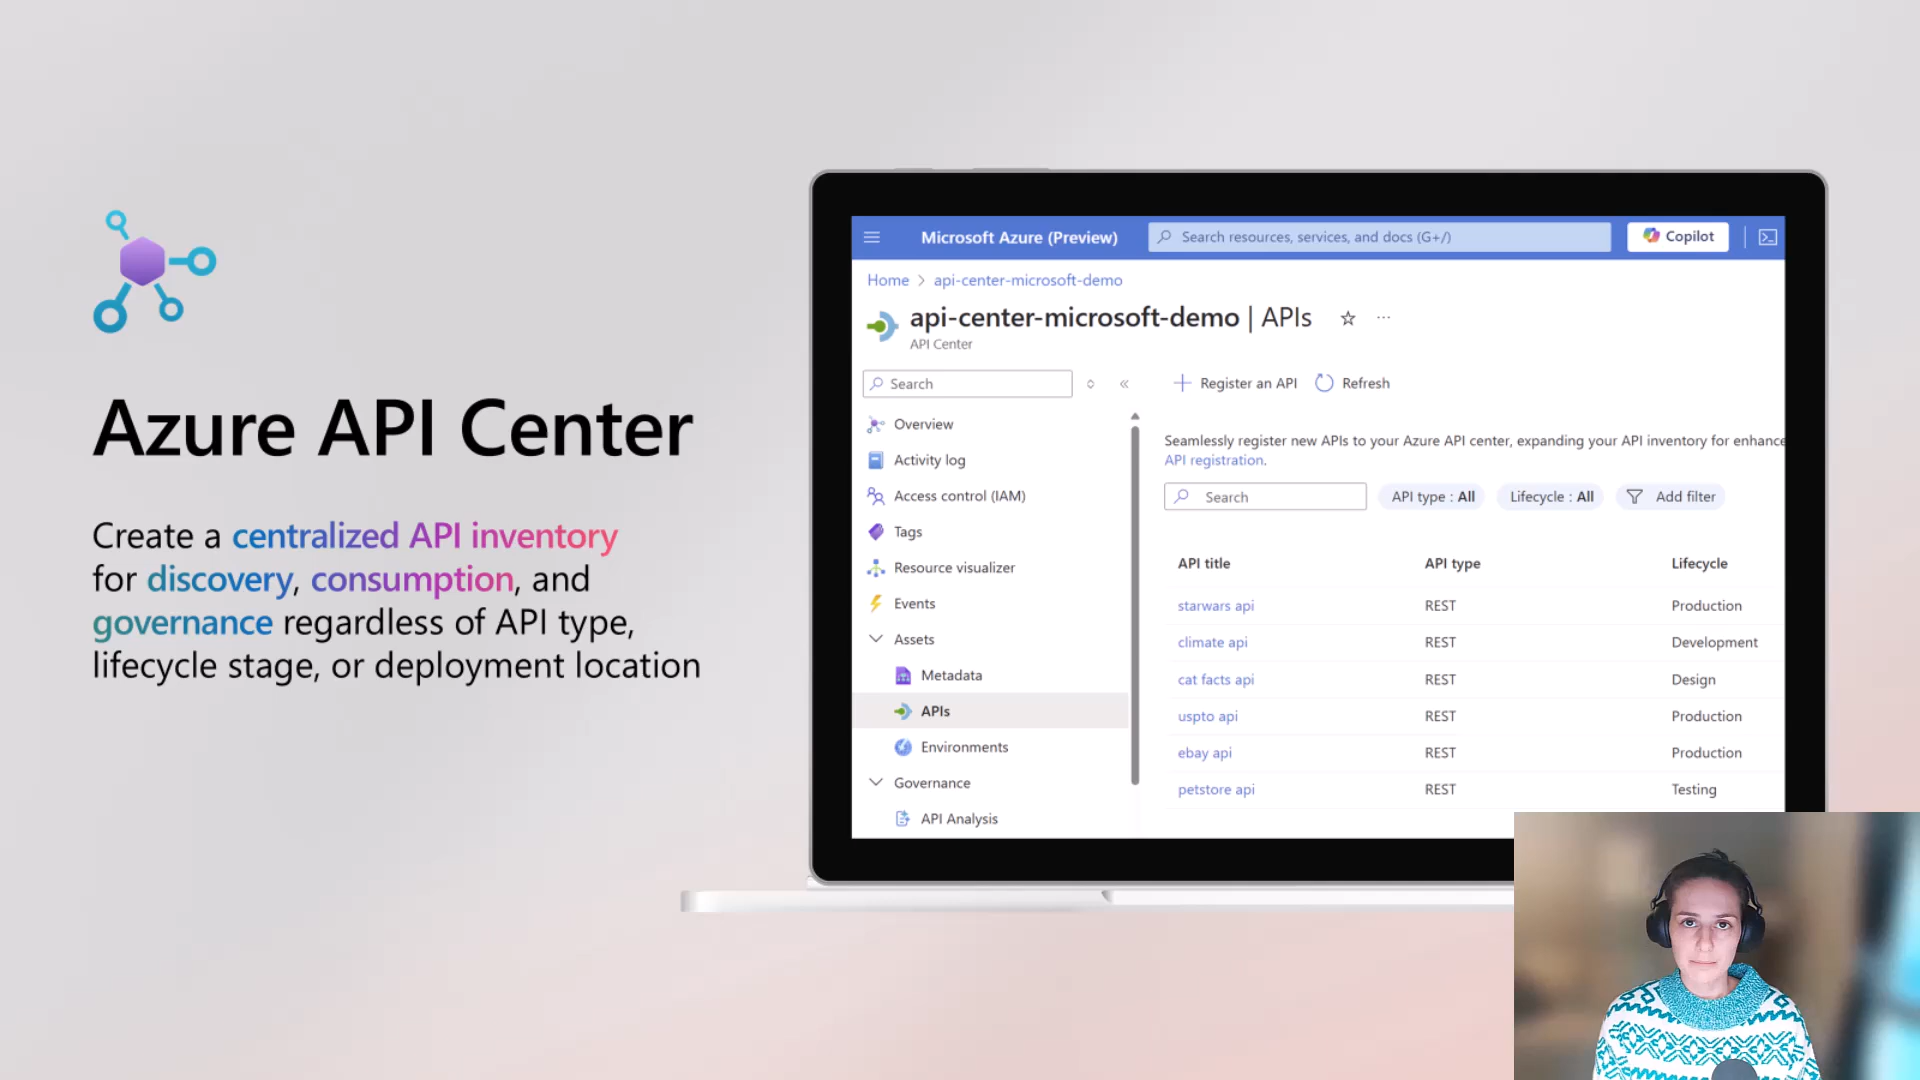 Azure API Center
Create a centralized API inventory
for discovery, consumption, and
governance regardless of API type,
lifecycle stage, or deployment location
Microsoft Azure (Preview)
Search resources, services, and docs (G+/)
Copilot
Home > api-center-microsoft-demo
api-center-microsoft-demo | APIs
API Center
Search
Overview
Activity log
Access control (IAM)
Tags
Resource visualizer
Events
Assets
Metadata
APIs
Environments
Governance
API Analysis
Register an API
Refresh
Seamlessly register new APIs to your Azure API center, expanding your API inventory for enhance
API registration.
Search
API type : All
Lifecycle : All
Add filter
API title API type Lifecycle
starwars api REST Production
climate api REST Development
cat facts api REST Design
uspto api REST Production
ebay api REST Production
petstore api REST Testing